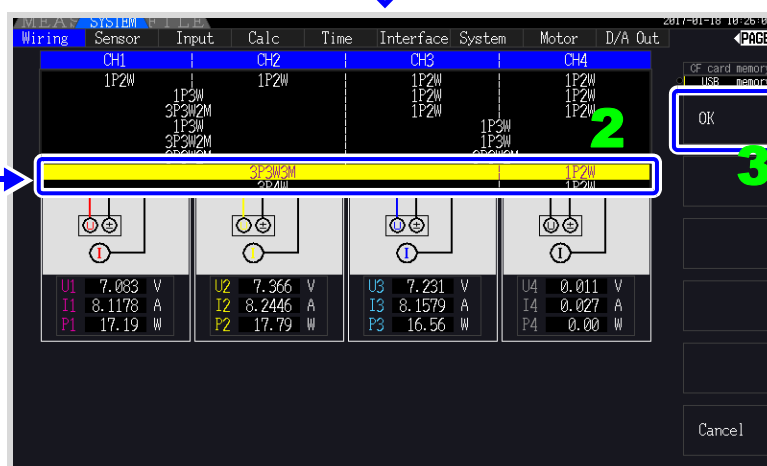 MEAS SYSTEM FILE 2017-01-18 10:26:0
Wiring Sensor Input Calc Time Interface System Motor D/A Out PAGE
CH1 CH2 CH3 CH4
CF card memory
USB memory
1P2W 1P2W 1P2W 1P2W
1P3W 1P2W 1P2W
3P3W2M 1P2W 1P2W
1P3W 1P3W
3P3W2M 1P3W
2
OK
3P3W3M 1P2W
3
3P4W 1P2W
U ± U ± U ± U ±
I I I I
U1 7.083 V U2 7.366 V U3 7.231 V U4 0.011 V
I1 8.1178 A I2 8.2446 A I3 8.1579 A I4 0.027 A
P1 17.19 W P2 17.79 W P3 16.56 W P4 0.00 W
Cancel